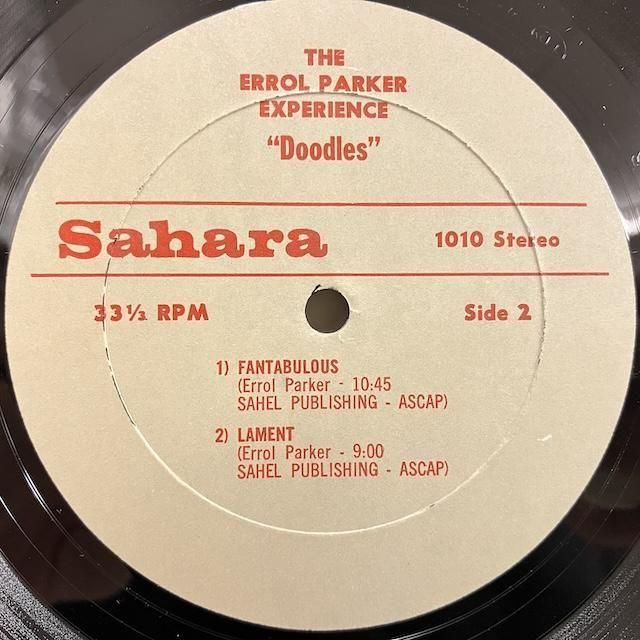 THE
ERROL PARKER
EXPERIENCE
“Doodles”
Sahara 1010 Stereo
33⅓ RPM Side 2
1) FANTABULOUS
(Errol Parker - 10:45
SAHEL PUBLISHING - ASCAP)
2) LAMENT
(Errol Parker - 9:00
SAHEL PUBLISHING - ASCAP)